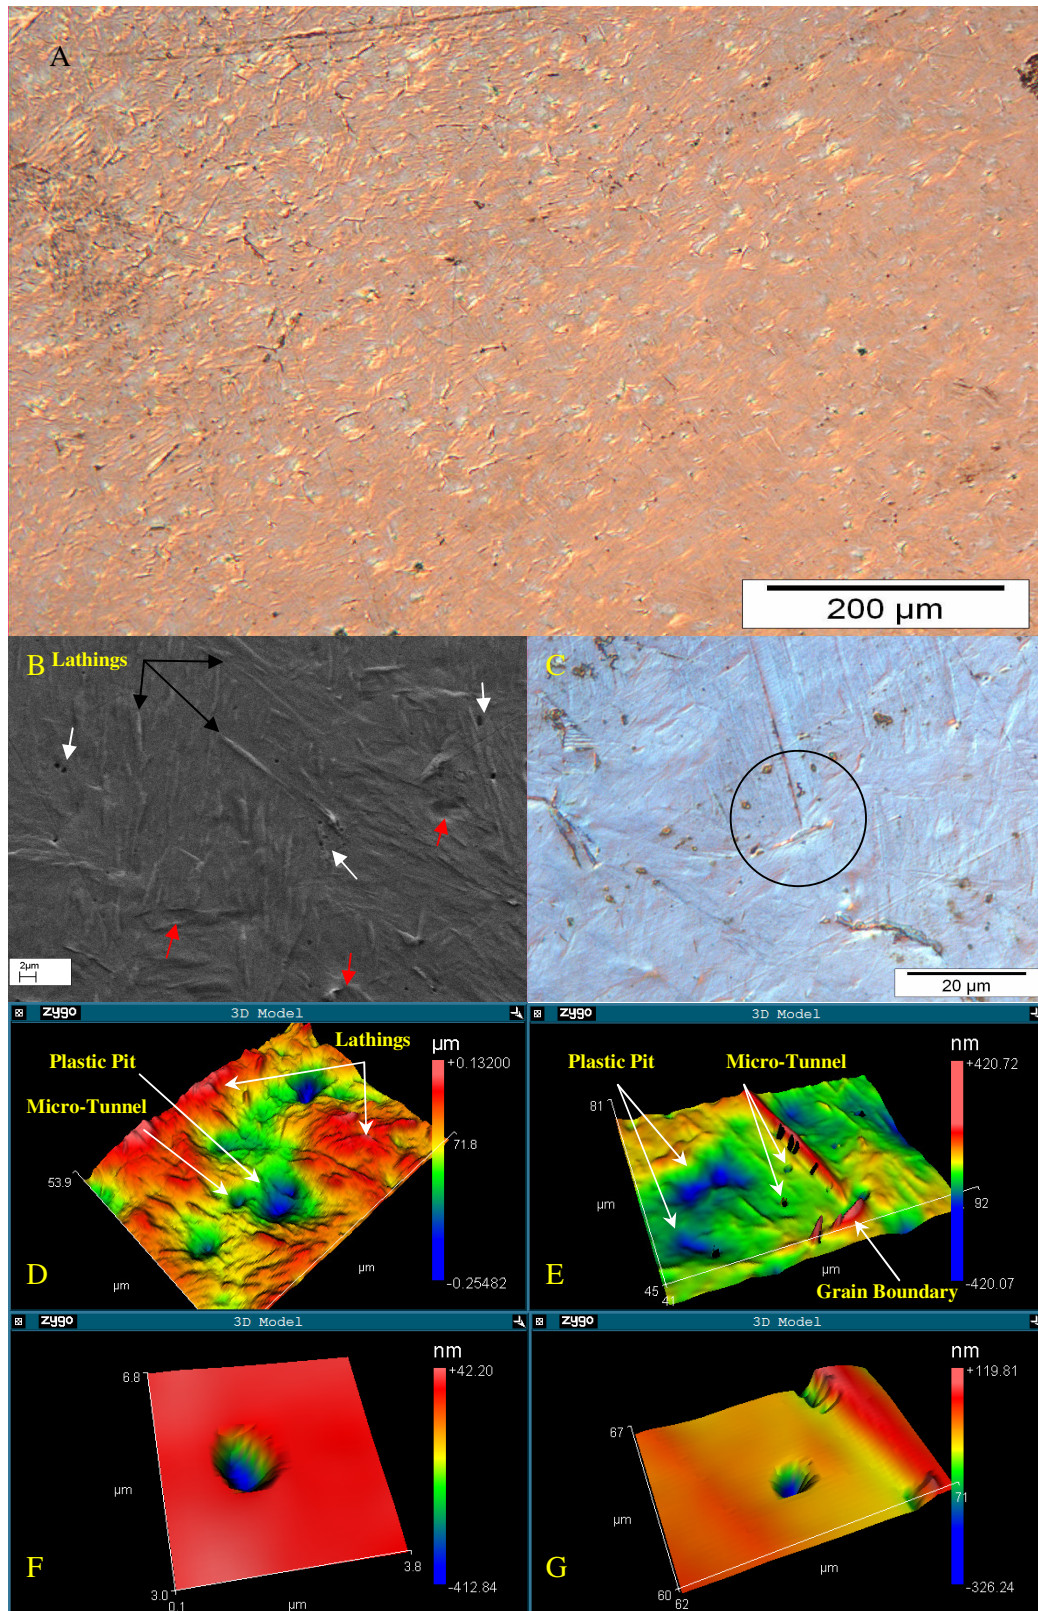 A
200 µm
B
Lathings
2µm
C
20 µm
zygo
3D Model
µm
+0.13200
-0.25482
Lathings
Plastic Pit
Micro-Tunnel
71.8
53.9
µm
µm
D
zygo
3D Model
nm
+420.72
-420.07
Plastic Pit
Micro-Tunnel
81
µm
92
45
41
µm
Grain Boundary
E
zygo
3D Model
nm
+42.20
-412.84
6.8
µm
3.8
3.0
0.1
µm
F
zygo
3D Model
nm
+119.81
-326.24
67
µm
71
µm
60
62
G